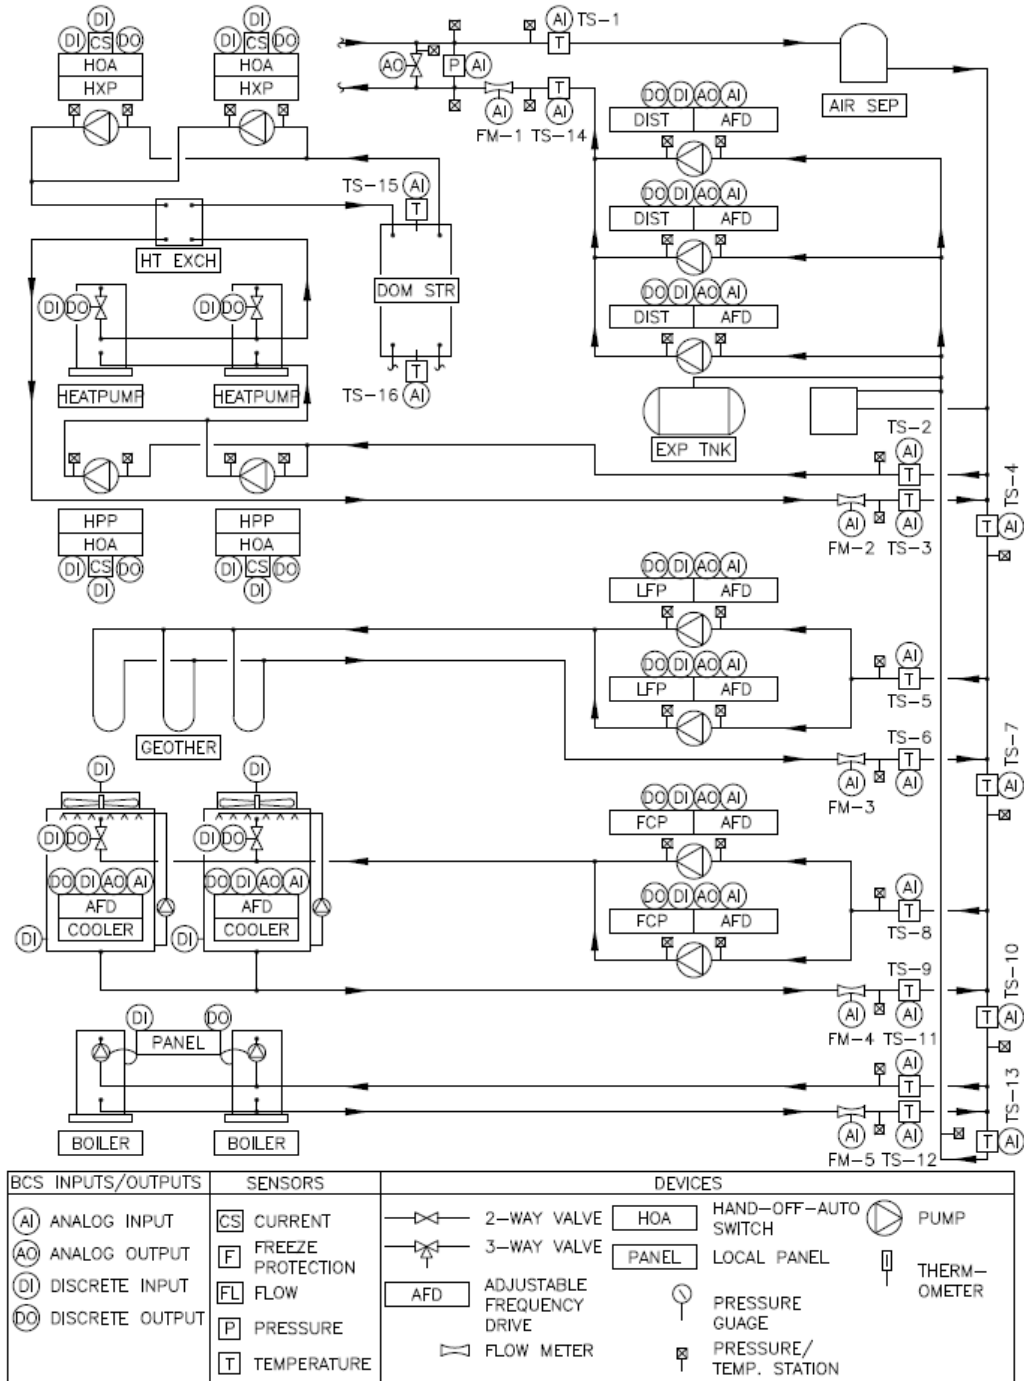 DI DI
DI CS DO DI CS DO
HOA HOA
HXP HXP
AI TS-1
AO P AI
T
T
AI AI
FM-1 TS-14
AIR SEP
DO DI AO AI
DIST AFD
TS-15 AI
T
DO DI AO AI
DIST AFD
HT EXCH
DOM STR
DI DO DI DO
DO DI AO AI
DIST AFD
HEATPUMP HEATPUMP
T
TS-16 AI
EXP TNK
TS-2
AI
T
T
AI AI
FM-2 TS-3
TS-4
T AI
HPP HPP
HOA HOA
DI CS DO DI CS DO
DI DI
DO DI AO AI
LFP AFD
DO DI AO AI
LFP AFD
AI
T
TS-5
GEOTHER
TS-6
T
AI AI
FM-3
TS-7
T AI
DI DI
DI DO DI DO
DO DI AO AI
FCP AFD
DO DI AO AI DO DI AO AI
AFD AFD
COOLER COOLER
DI DI
DO DI AO AI
FCP AFD
AI
T
TS-8
TS-9
T
AI AI
FM-4 TS-11
TS-10
T AI
DI DO
PANEL
AI
T
T
AI AI
FM-5 TS-12
TS-13
T AI
BOILER BOILER
BCS INPUTS/OUTPUTS
AI ANALOG INPUT
AO ANALOG OUTPUT
DI DISCRETE INPUT
DO DISCRETE OUTPUT
SENSORS
CS CURRENT
F FREEZE
PROTECTION
FL FLOW
P PRESSURE
T TEMPERATURE
DEVICES
2-WAY VALVE
3-WAY VALVE
AFD ADJUSTABLE
FREQUENCY
DRIVE
FLOW METER
HOA HAND-OFF-AUTO
SWITCH
PANEL LOCAL PANEL
PRESSURE
GUAGE
PRESSURE/
TEMP. STATION
PUMP
THERM-
OMETER